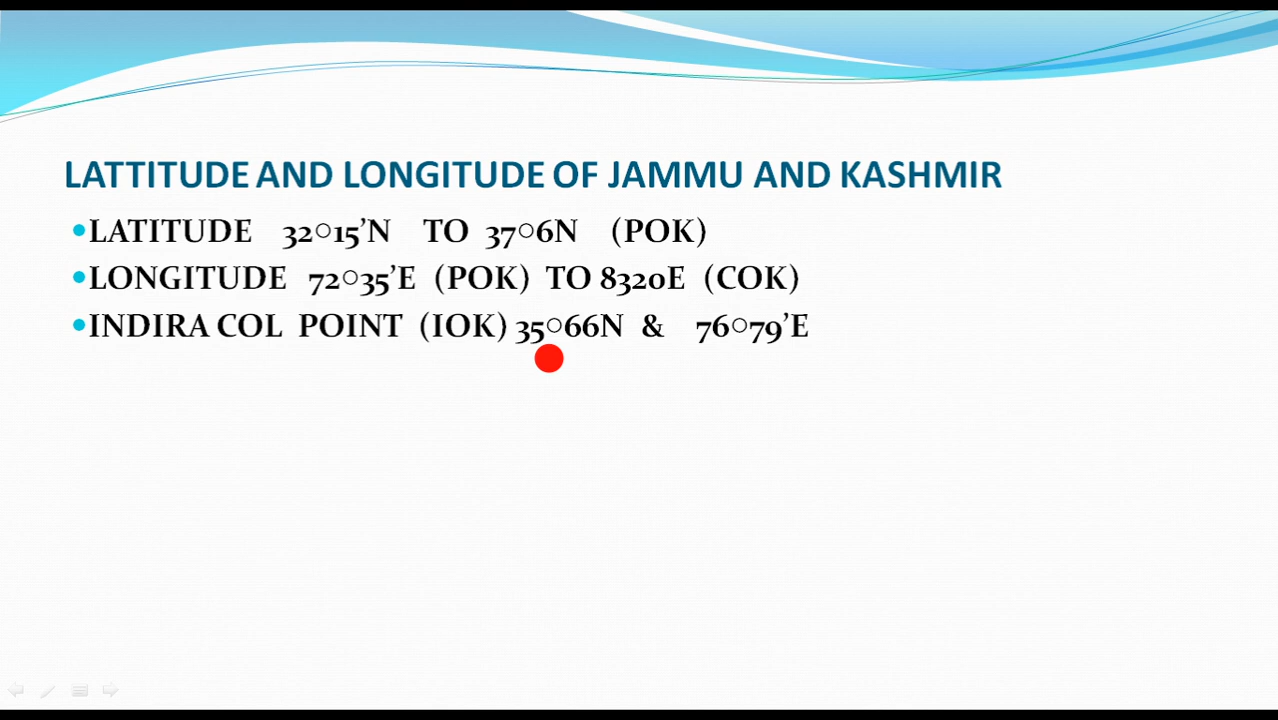 LATTITUDE AND LONGITUDE OF JAMMU AND KASHMIR
•LATITUDE 32○15’N TO 37○6N (POK)
•LONGITUDE 72○35’E (POK) TO 8320E (COK)
•INDIRA COL POINT (IOK) 35○66N & 76○79’E